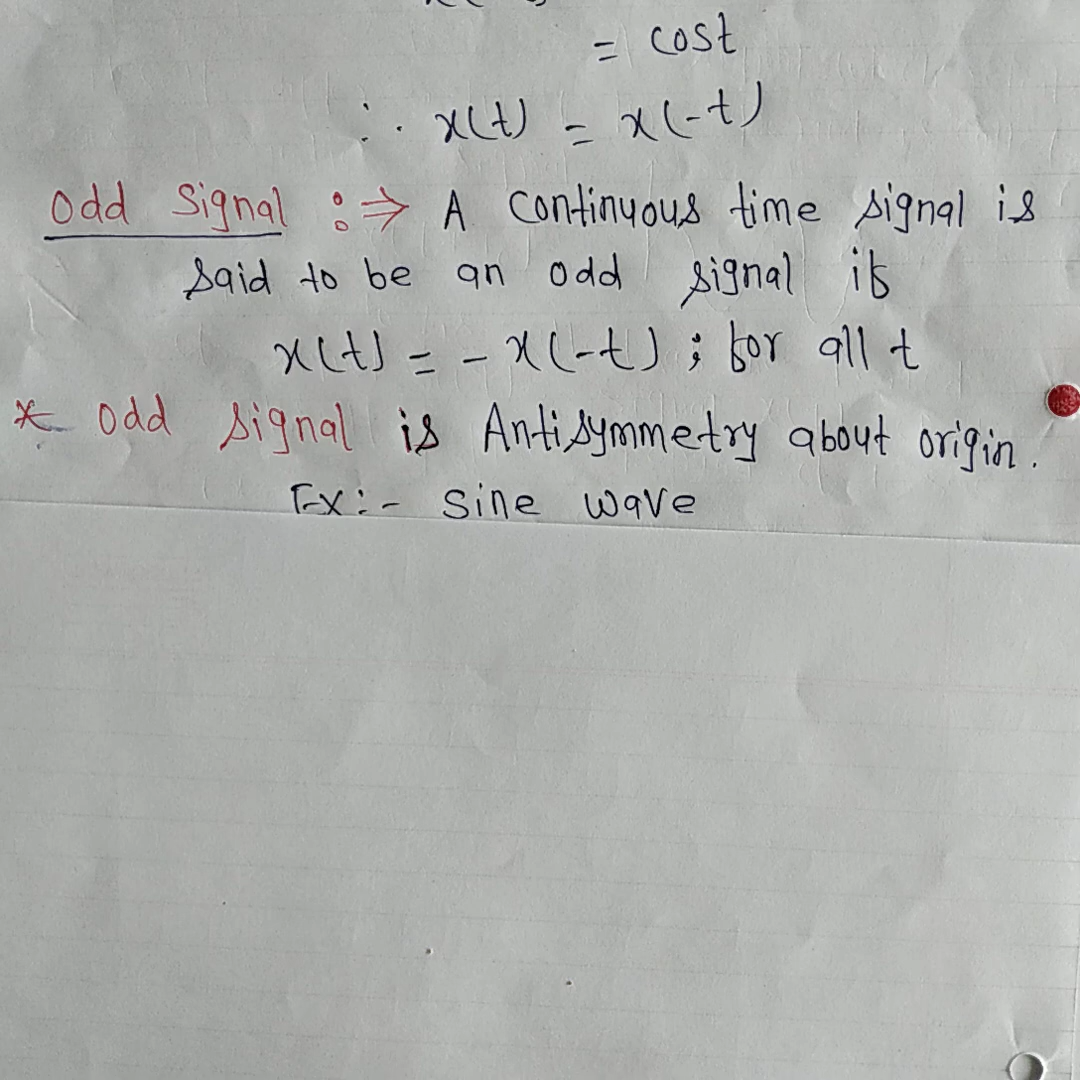 = cost
∴ x(t) = x(-t)
Odd Signal :⇒ A Continuous time signal is
said to be an odd signal if
x(t) = - x(-t) ; for all t
* Odd signal is Antisymmetry about origin.
Ex:- Sine wave